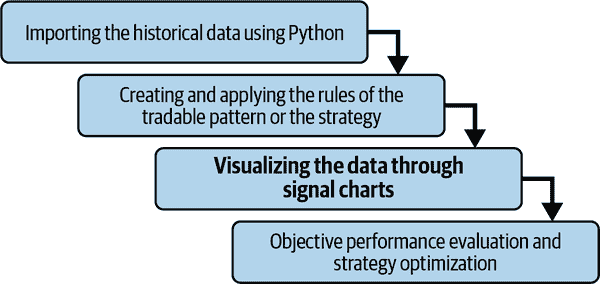 Importing the historical data using Python
Creating and applying the rules of the
tradable pattern or the strategy
Visualizing the data through
signal charts
Objective performance evaluation and
strategy optimization